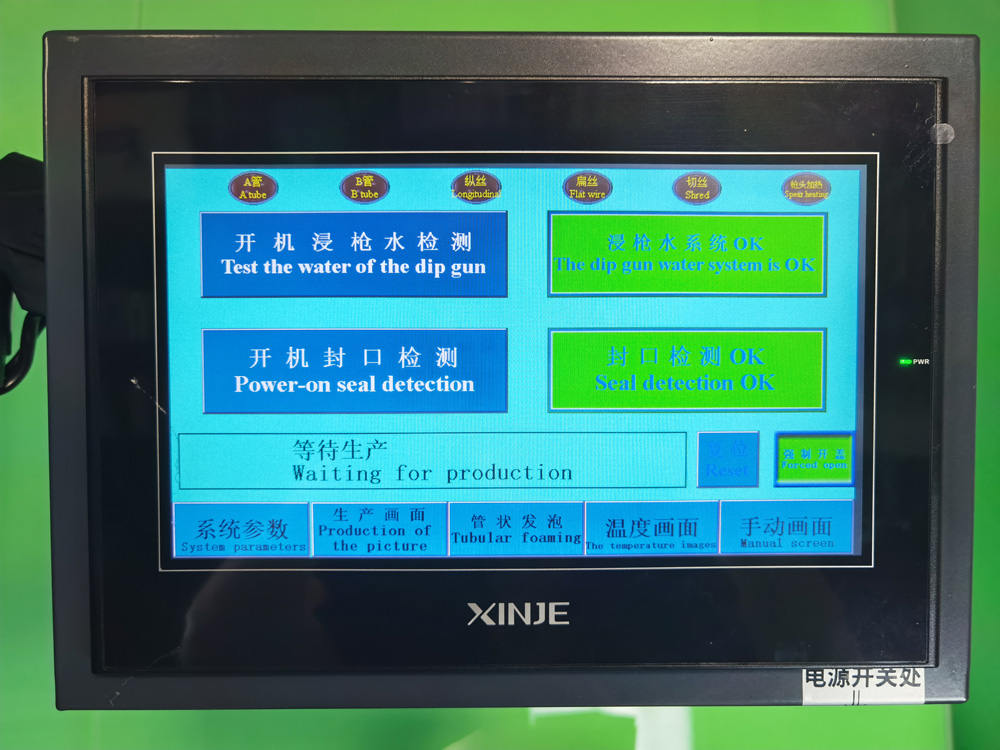 A管
A'tube
B管
B'tube
纵丝
Longitudinal
扁丝
Flat wire
切丝
Shred
枪头加热
Spear heating
开机浸枪水检测
Test the water of the dip gun
浸枪水系统OK
The dip gun water system is OK
开机封口检测
Power-on seal detection
封口检测OK
Seal detection OK
等待生产
Waiting for production
复位
Reset
强制开盖
Forced open
系统参数
System parameters
生产画面
Production of
the picture
管状发泡
Tubular foaming
温度画面
The temperature images
手动画面
Manual screen
PWR
XINJE
电源开关处